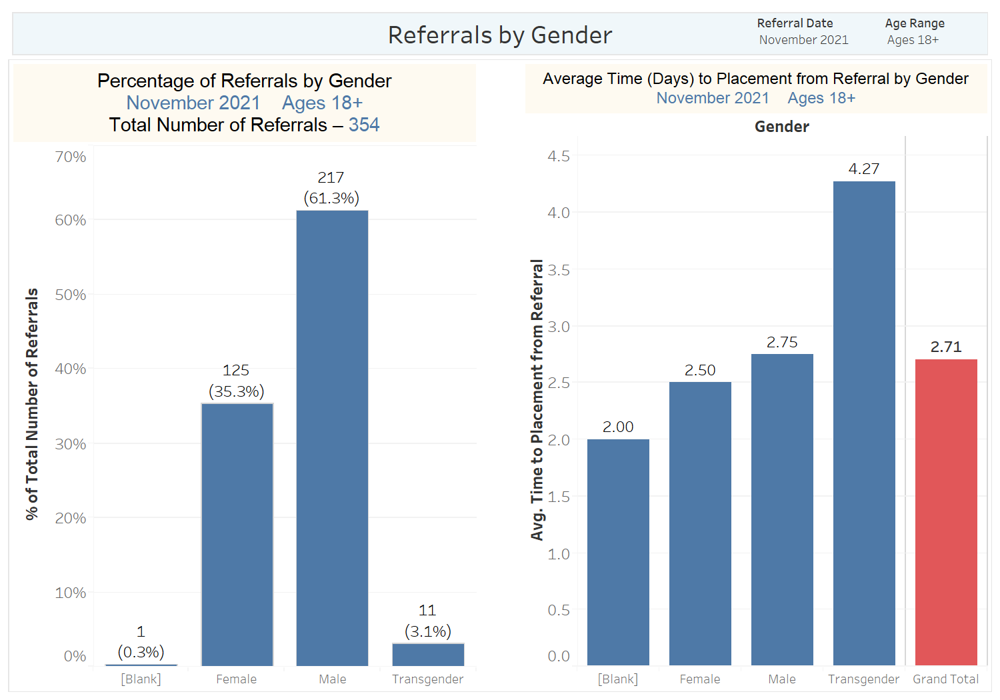 Referrals by Gender
Referral Date
November 2021
Age Range
Ages 18+
Percentage of Referrals by Gender
November 2021 Ages 18+
Total Number of Referrals – 354
% of Total Number of Referrals
70%
60%
50%
40%
30%
20%
10%
0%
1
(0.3%)
125
(35.3%)
217
(61.3%)
11
(3.1%)
[Blank]
Female
Male
Transgender
Average Time (Days) to Placement from Referral by Gender
November 2021 Ages 18+
Gender
Avg. Time to Placement from Referral
4.5
4.0
3.5
3.0
2.5
2.0
1.5
1.0
0.5
0.0
2.00
2.50
2.75
4.27
2.71
[Blank]
Female
Male
Transgender
Grand Total